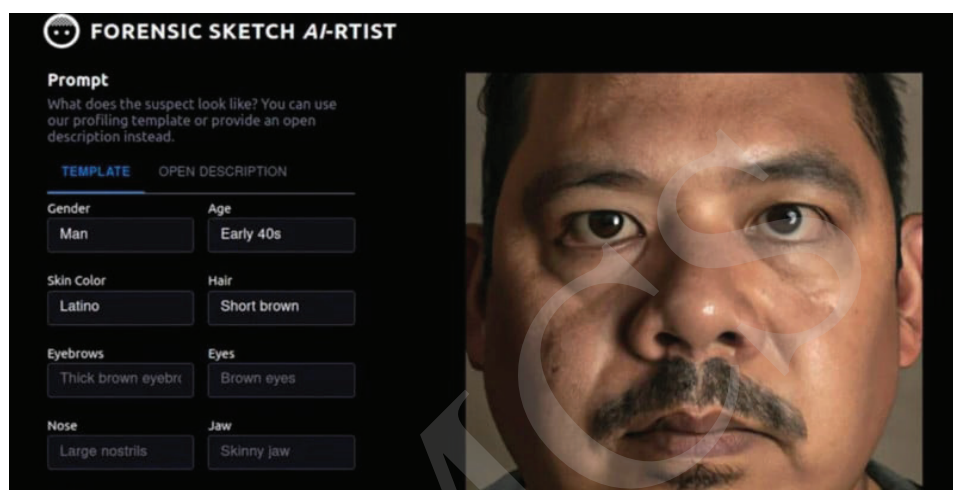 FORENSIC SKETCH AI-RTIST
Prompt
What does the suspect look like? You can use
our profiling template or provide an open
description instead.
TEMPLATE OPEN DESCRIPTION
Gender Age
Man Early 40s
Skin Color Hair
Latino Short brown
Eyebrows Eyes
Thick brown eyebrc Brown eyes
Nose Jaw
Large nostrils Skinny jaw